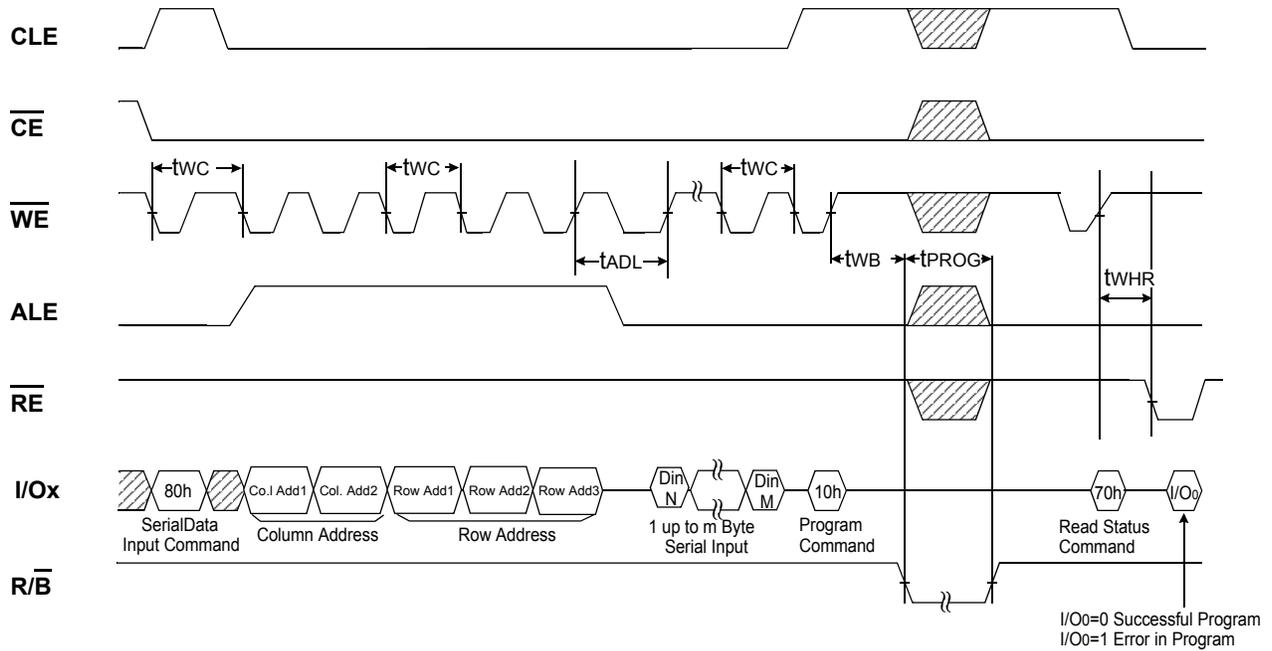 CLE
CE
tWC
tWC
tWC
WE
tADL
tWB
tPROG
tWHR
ALE
RE
I/Ox
80h
Co.l Add1
Col. Add2
Row Add1
Row Add2
Row Add3
Din N
Din M
10h
70h
I/O0
SerialData
Input Command
Column Address
Row Address
1 up to m Byte
Serial Input
Program
Command
Read Status
Command
R/B
I/O0=0 Successful Program
I/O0=1 Error in Program